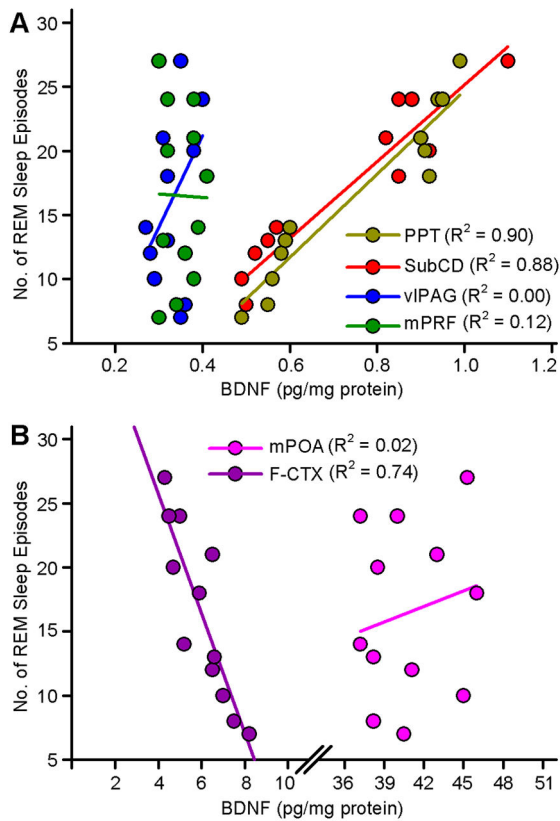 A
No. of REM Sleep Episodes
30
25
20
15
10
5
PPT (R² = 0.90)
SubCD (R² = 0.88)
vlPAG (R² = 0.00)
mPRF (R² = 0.12)
0.2 0.4 0.6 0.8 1.0 1.2
BDNF (pg/mg protein)
B
No. of REM Sleep Episodes
30
25
20
15
10
5
mPOA (R² = 0.02)
F-CTX (R² = 0.74)
2 4 6 8 10 36 39 42 45 48 51
BDNF (pg/mg protein)